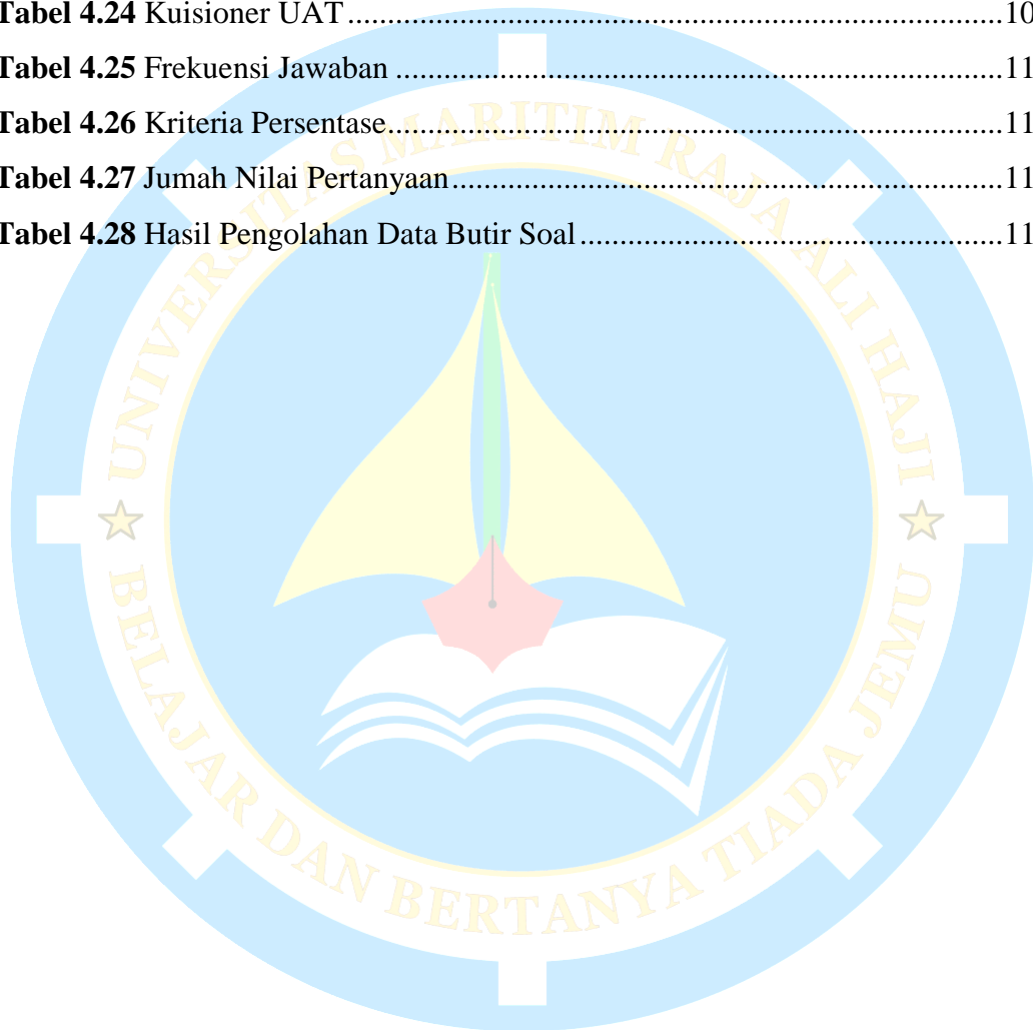 Tabel 4.24 Kuisioner UAT.....................................................................................10
Tabel 4.25 Frekuensi Jawaban ...............................................................................11
Tabel 4.26 Kriteria Persentase................................................................................11
Tabel 4.27 Jumah Nilai Pertanyaan........................................................................11
Tabel 4.28 Hasil Pengolahan Data Butir Soal ........................................................11
UNIVERSITAS MARITIM RAJA ALI HAJI
BELAJAR DAN BERTANYA TIADA JEMU